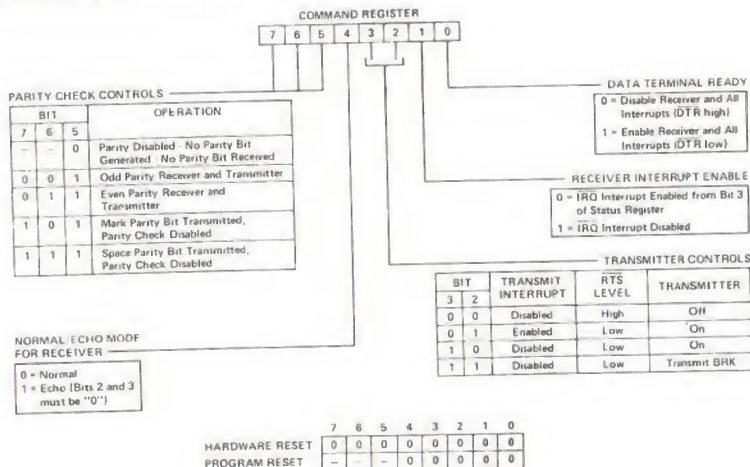 COMMAND REGISTER
7 6 5 4 3 2 1 0
PARITY CHECK CONTROLS
BIT OPERATION
7 6 5
- - 0 Parity Disabled - No Parity Bit
Generated - No Parity Bit Received
0 0 1 Odd Parity Receiver and Transmitter
0 1 1 Even Parity Receiver and
Transmitter
1 0 1 Mark Parity Bit Transmitted,
Parity Check Disabled
1 1 1 Space Parity Bit Transmitted,
Parity Check Disabled
NORMAL/ECHO MODE
FOR RECEIVER
0 = Normal
1 = Echo (Bits 2 and 3
must be "0")
DATA TERMINAL READY
0 = Disable Receiver and All
Interrupts (DTR high)
1 = Enable Receiver and All
Interrupts (DTR low)
RECEIVER INTERRUPT ENABLE
0 = IRQ Interrupt Enabled from Bit 3
of Status Register
1 = IRQ Interrupt Disabled
TRANSMITTER CONTROLS
BIT TRANSMIT INTERRUPT RTS LEVEL TRANSMITTER
3 2
0 0 Disabled High Off
0 1 Enabled Low On
1 0 Disabled Low On
1 1 Disabled Low Transmit BRK
7 6 5 4 3 2 1 0
HARDWARE RESET 0 0 0 0 0 0 0 0
PROGRAM RESET - - - 0 0 0 0 0